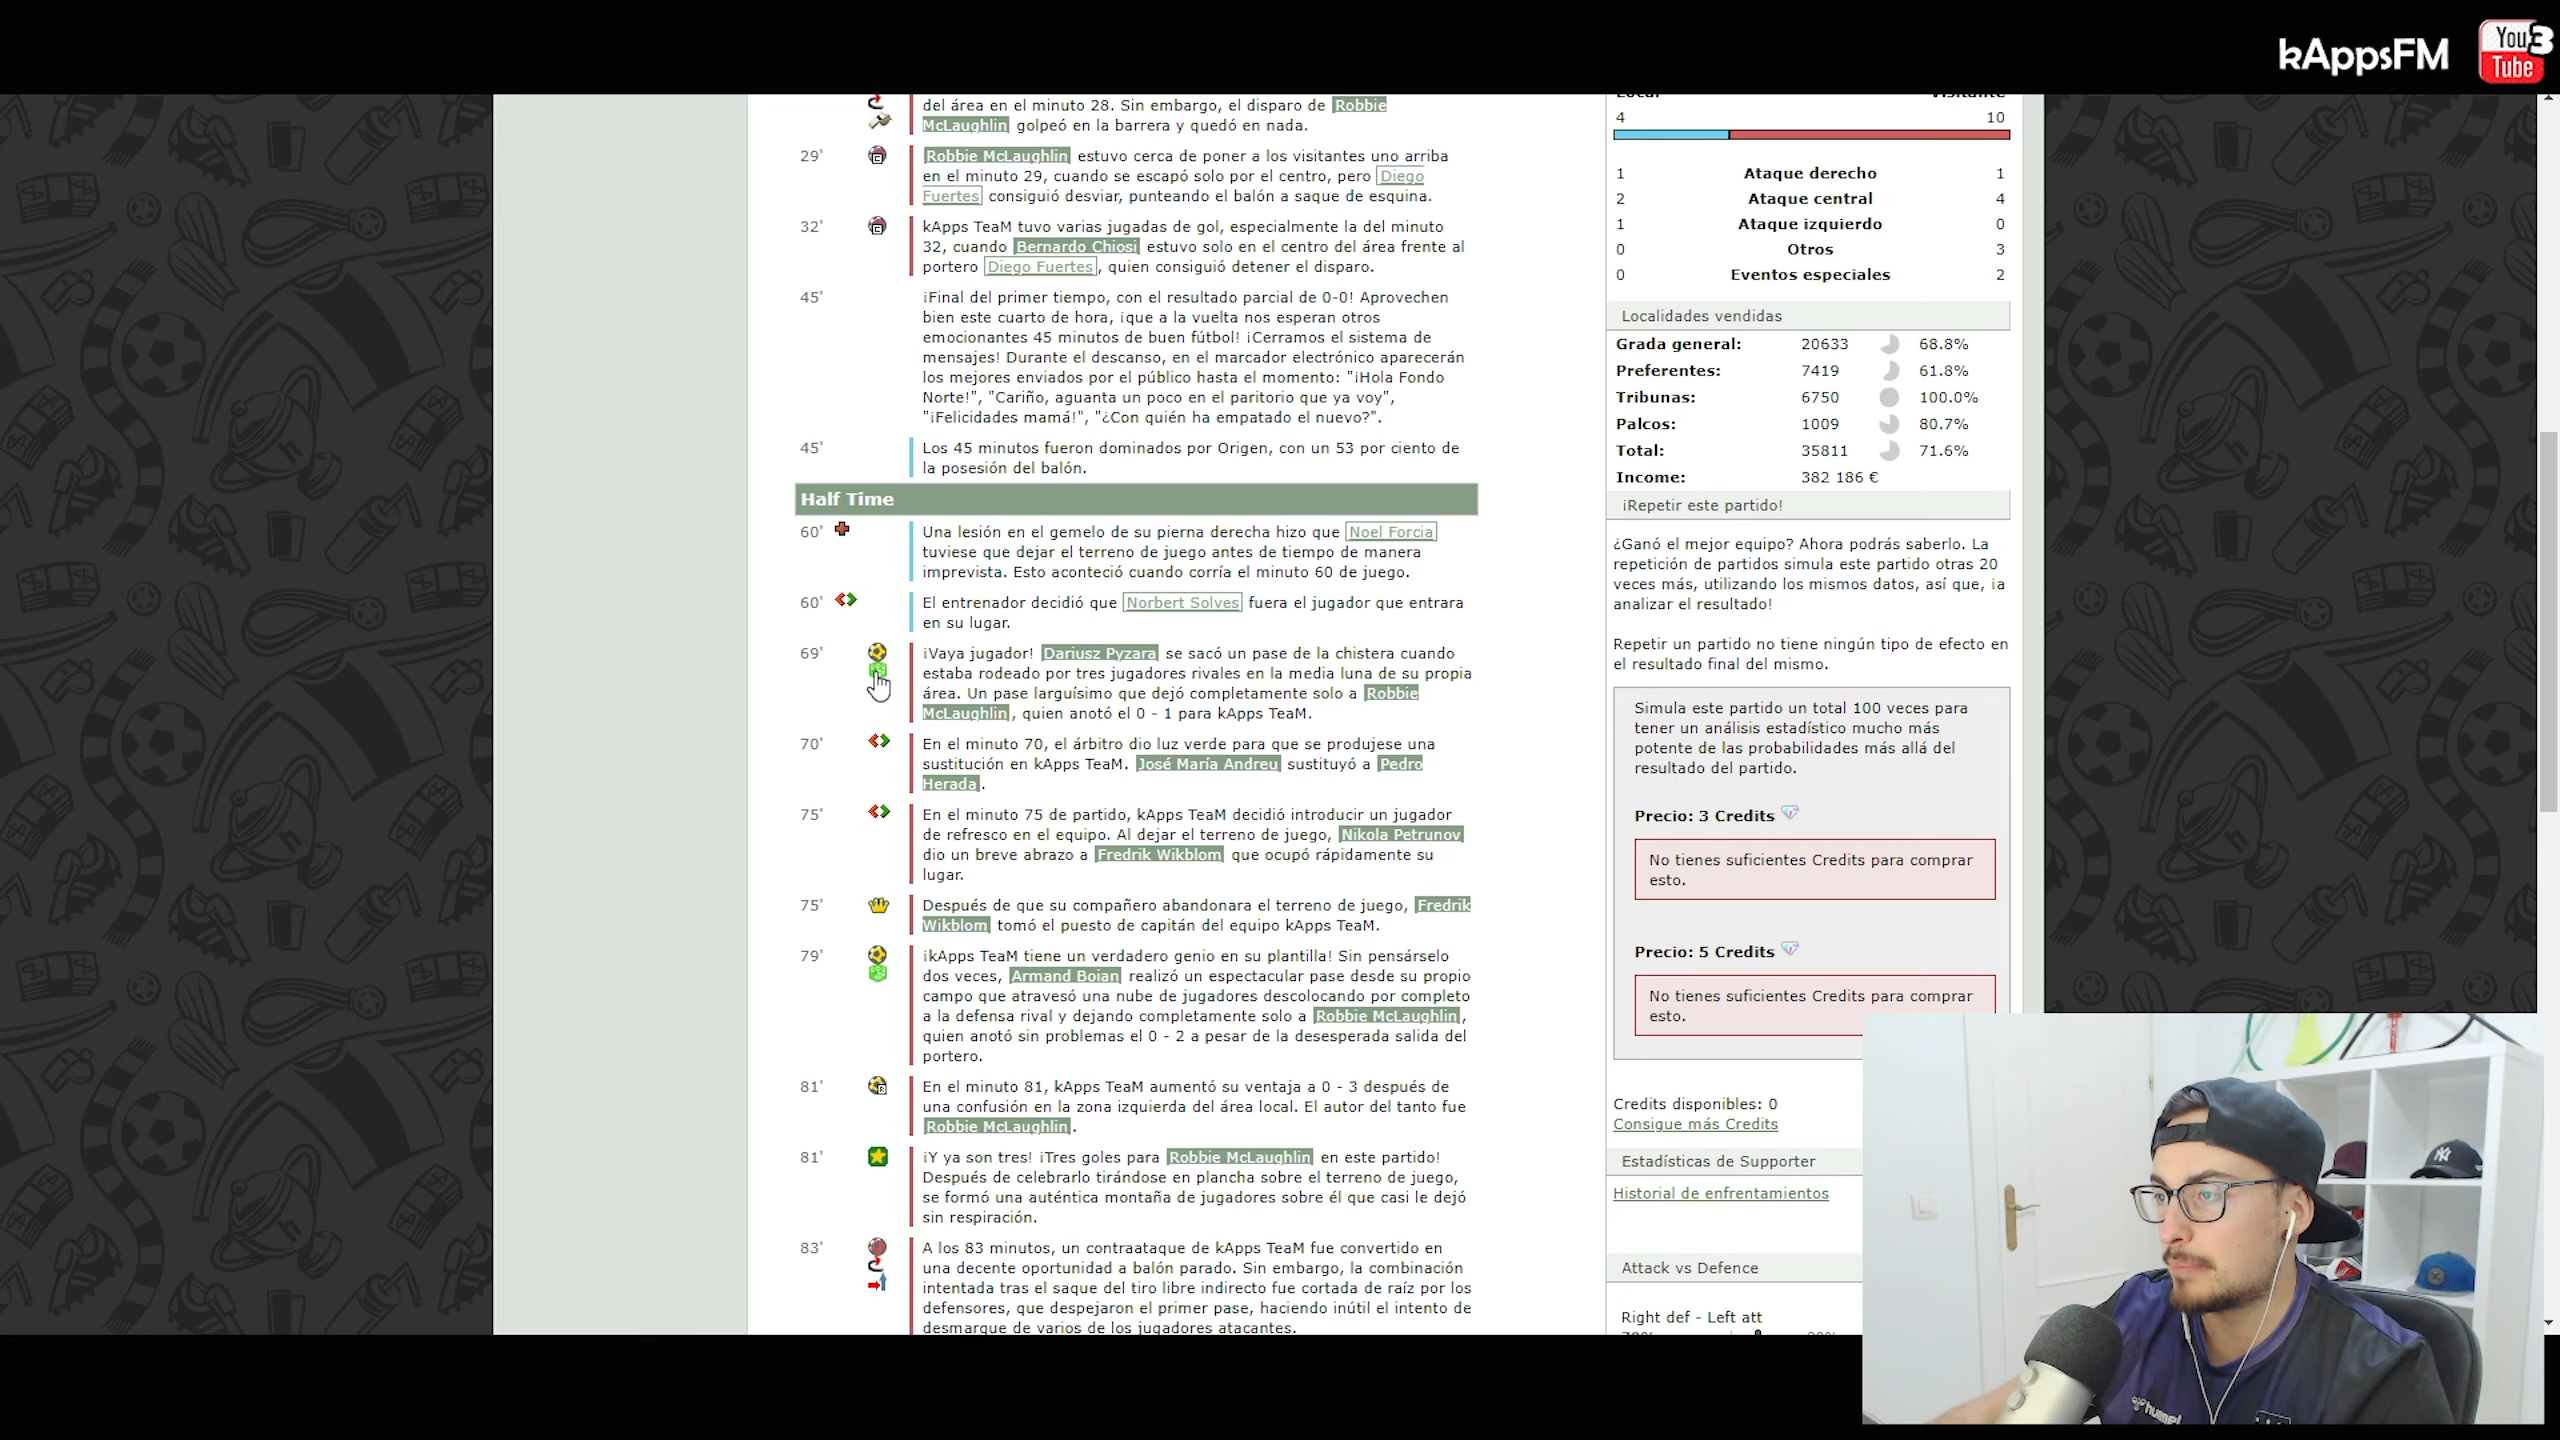 kAppsFM
You
Tube
3
del área en el minuto 28. Sin embargo, el disparo de Robbie
McLaughlin golpeó en la barrera y quedó en nada.
29' Robbie McLaughlin estuvo cerca de poner a los visitantes uno arriba
en el minuto 29, cuando se escapó solo por el centro, pero Diego
Fuertes consiguió desviar, punteando el balón a saque de esquina.
32' kApps TeaM tuvo varias jugadas de gol, especialmente la del minuto
32, cuando Bernardo Chiosi estuvo solo en el centro del área frente al
portero Diego Fuertes, quien consiguió detener el disparo.
45' ¡Final del primer tiempo, con el resultado parcial de 0-0! Aprovechen
bien este cuarto de hora, ¡que a la vuelta nos esperan otros
emocionantes 45 minutos de buen fútbol! ¡Cerramos el sistema de
mensajes! Durante el descanso, en el marcador electrónico aparecerán
los mejores enviados por el público hasta el momento: "¡Hola Fondo
Norte!", "Cariño, aguanta un poco en el paritorio que ya voy",
"¡Felicidades mamá!", "¿Con quién ha empatado el nuevo?".
45' Los 45 minutos fueron dominados por Origen, con un 53 por ciento de
la posesión del balón.
Half Time
60' Una lesión en el gemelo de su pierna derecha hizo que Noel Forcia
tuviese que dejar el terreno de juego antes de tiempo de manera
imprevista. Esto aconteció cuando corría el minuto 60 de juego.
60' El entrenador decidió que Norbert Solves fuera el jugador que entrara
en su lugar.
69' ¡Vaya jugador! Dariusz Pyzara se sacó un pase de la chistera cuando
estaba rodeado por tres jugadores rivales en la media luna de su propia
área. Un pase larguísimo que dejó completamente solo a Robbie
McLaughlin, quien anotó el 0 - 1 para kApps TeaM.
70' En el minuto 70, el árbitro dio luz verde para que se produjese una
sustitución en kApps TeaM. José María Andreu sustituyó a Pedro
Herada.
75' En el minuto 75 de partido, kApps TeaM decidió introducir un jugador
de refresco en el equipo. Al dejar el terreno de juego, Nikola Petrunov
dio un breve abrazo a Fredrik Wikblom que ocupó rápidamente su
lugar.
75' Después de que su compañero abandonara el terreno de juego, Fredrik
Wikblom tomó el puesto de capitán del equipo kApps TeaM.
79' ¡kApps TeaM tiene un verdadero genio en su plantilla! Sin pensárselo
dos veces, Armand Boian realizó un espectacular pase desde su propio
campo que atravesó una nube de jugadores descolocando por completo
a la defensa rival y dejando completamente solo a Robbie McLaughlin,
quien anotó sin problemas el 0 - 2 a pesar de la desesperada salida del
portero.
81' En el minuto 81, kApps TeaM aumentó su ventaja a 0 - 3 después de
una confusión en la zona izquierda del área local. El autor del tanto fue
Robbie McLaughlin.
81' ¡Y ya son tres! ¡Tres goles para Robbie McLaughlin en este partido!
Después de celebrarlo tirándose en plancha sobre el terreno de juego,
se formó una auténtica montaña de jugadores sobre él que casi le dejó
sin respiración.
83' A los 83 minutos, un contraataque de kApps TeaM fue convertido en
una decente oportunidad a balón parado. Sin embargo, la combinación
intentada tras el saque del tiro libre indirecto fue cortada de raíz por los
defensores, que despejaron el primer pase, haciendo inútil el intento de
desmarque de varios de los jugadores atacantes.
Local Visitante
4 10
1 Ataque derecho 1
2 Ataque central 4
1 Ataque izquierdo 0
0 Otros 3
0 Eventos especiales 2
Localidades vendidas
Grada general: 20633 68.8%
Preferentes: 7419 61.8%
Tribunas: 6750 100.0%
Palcos: 1009 80.7%
Total: 35811 71.6%
Income: 382 186 €
¡Repetir este partido!
¿Ganó el mejor equipo? Ahora podrás saberlo. La
repetición de partidos simula este partido otras 20
veces más, utilizando los mismos datos, así que, ¡a
analizar el resultado!
Repetir un partido no tiene ningún tipo de efecto en
el resultado final del mismo.
Simula este partido un total 100 veces para
tener un análisis estadístico mucho más
potente de las probabilidades más allá del
resultado del partido.
Precio: 3 Credits
No tienes suficientes Credits para comprar
esto.
Precio: 5 Credits
No tienes suficientes Credits para comprar
esto.
Credits disponibles: 0
Consigue más Credits
Estadísticas de Supporter
Historial de enfrentamientos
Attack vs Defence
Right def - Left att
hummel